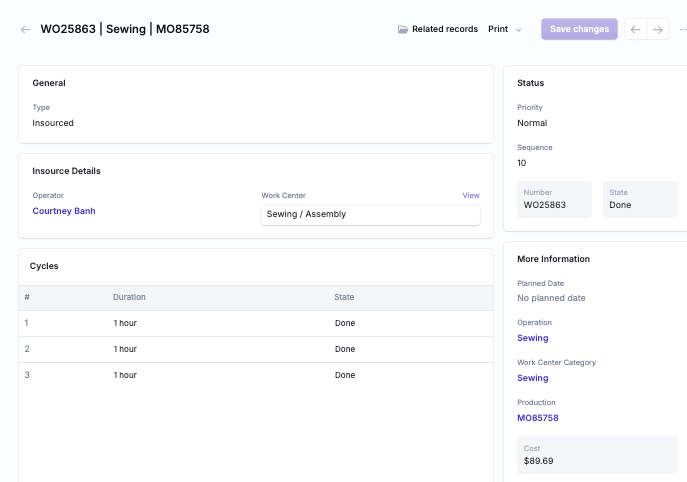 WO25863 | Sewing | MO85758
Related records
Print
Save changes
General
Type
Insourced
Insource Details
Operator
Courtney Banh
Work Center
View
Sewing / Assembly
Cycles
# Duration State
1 1 hour Done
2 1 hour Done
3 1 hour Done
Status
Priority
Normal
Sequence
10
Number
WO25863
State
Done
More Information
Planned Date
No planned date
Operation
Sewing
Work Center Category
Sewing
Production
MO85758
Cost
$89.69